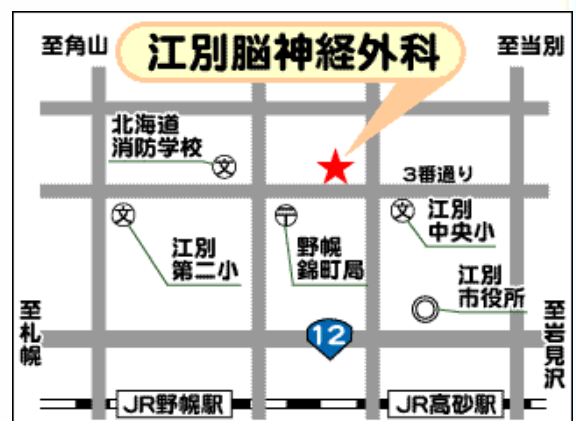 至角山
江別脳神経外科
至当別
北海道
消防学校
文
3番通り
文
江別
第二小
〒
野幌
錦町局
文
江別
中央小
江別
市役所
至札幌
12
至岩見沢
JR野幌駅
JR高砂駅